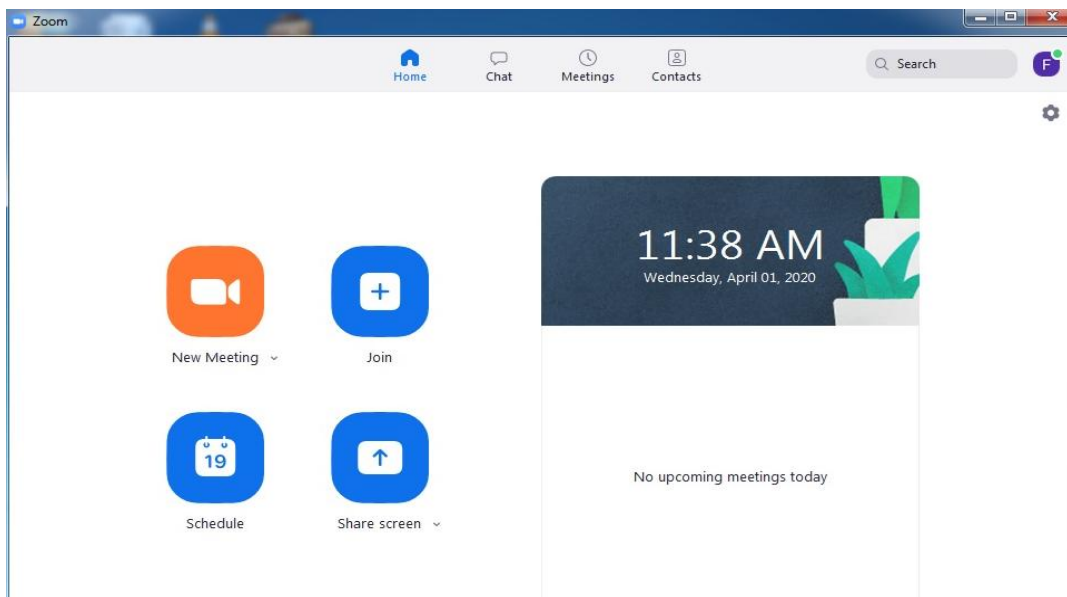 Zoom
Home Chat Meetings Contacts Search F
11:38 AM
Wednesday, April 01, 2020
New Meeting Join
19
Schedule Share screen
No upcoming meetings today